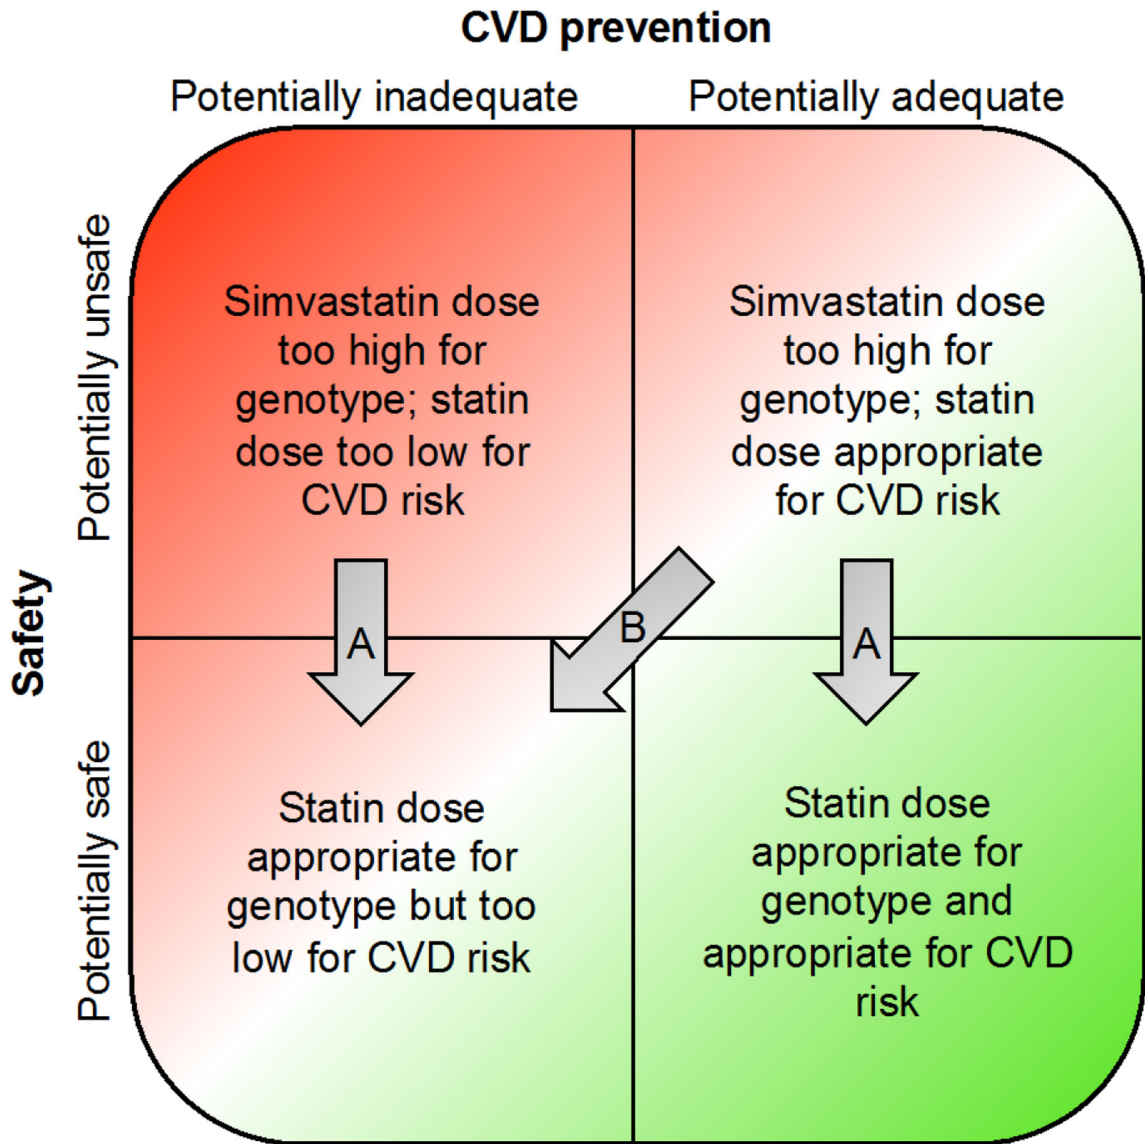 CVD prevention
Potentially inadequate
Potentially adequate
Safety
Potentially unsafe
Simvastatin dose
too high for
genotype; statin
dose too low for
CVD risk
Simvastatin dose
too high for
genotype; statin
dose appropriate
for CVD risk
A
B
A
Potentially safe
Statin dose
appropriate for
genotype but too
low for CVD risk
Statin dose
appropriate for
genotype and
appropriate for CVD
risk